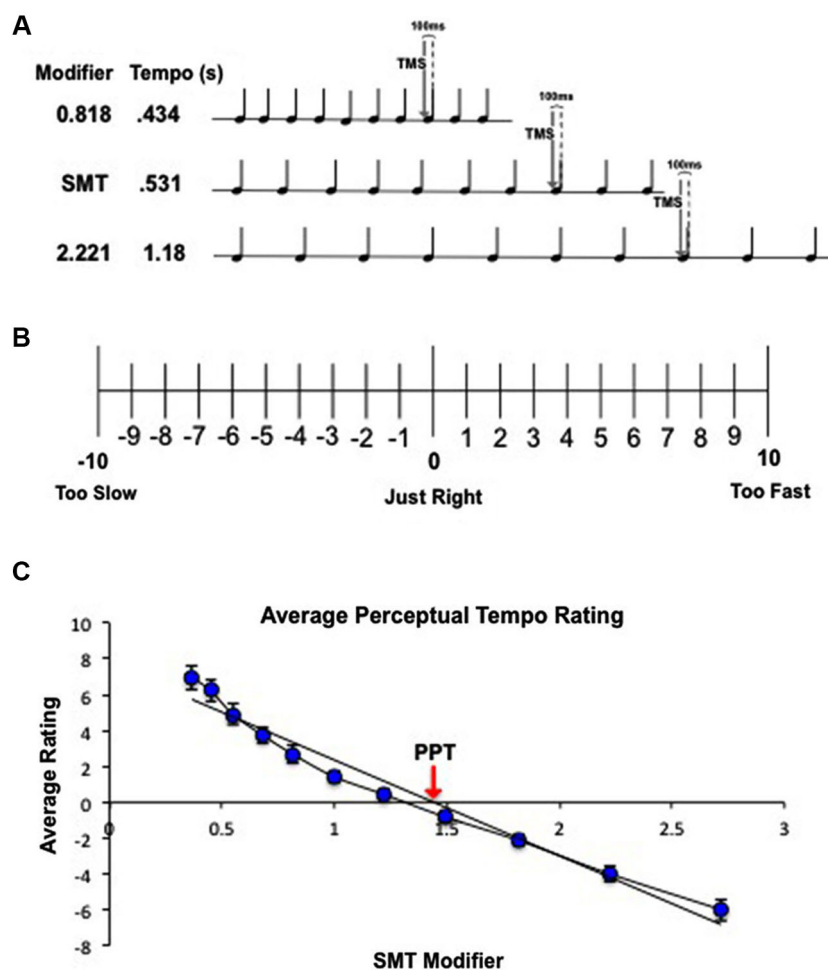 A
100ms
Modifier Tempo (s)
TMS
0.818 .434
100ms
TMS
SMT .531
100ms
TMS
2.221 1.18
B
-9 -8 -7 -6 -5 -4 -3 -2 -1 1 2 3 4 5 6 7 8 9
-10 0 10
Too Slow Just Right Too Fast
C
Average Perceptual Tempo Rating
10
8
6
4
PPT
2
0
0 0.5 1 1.5 2 2.5 3
-2
-4
-6
-8
Average Rating
SMT Modifier